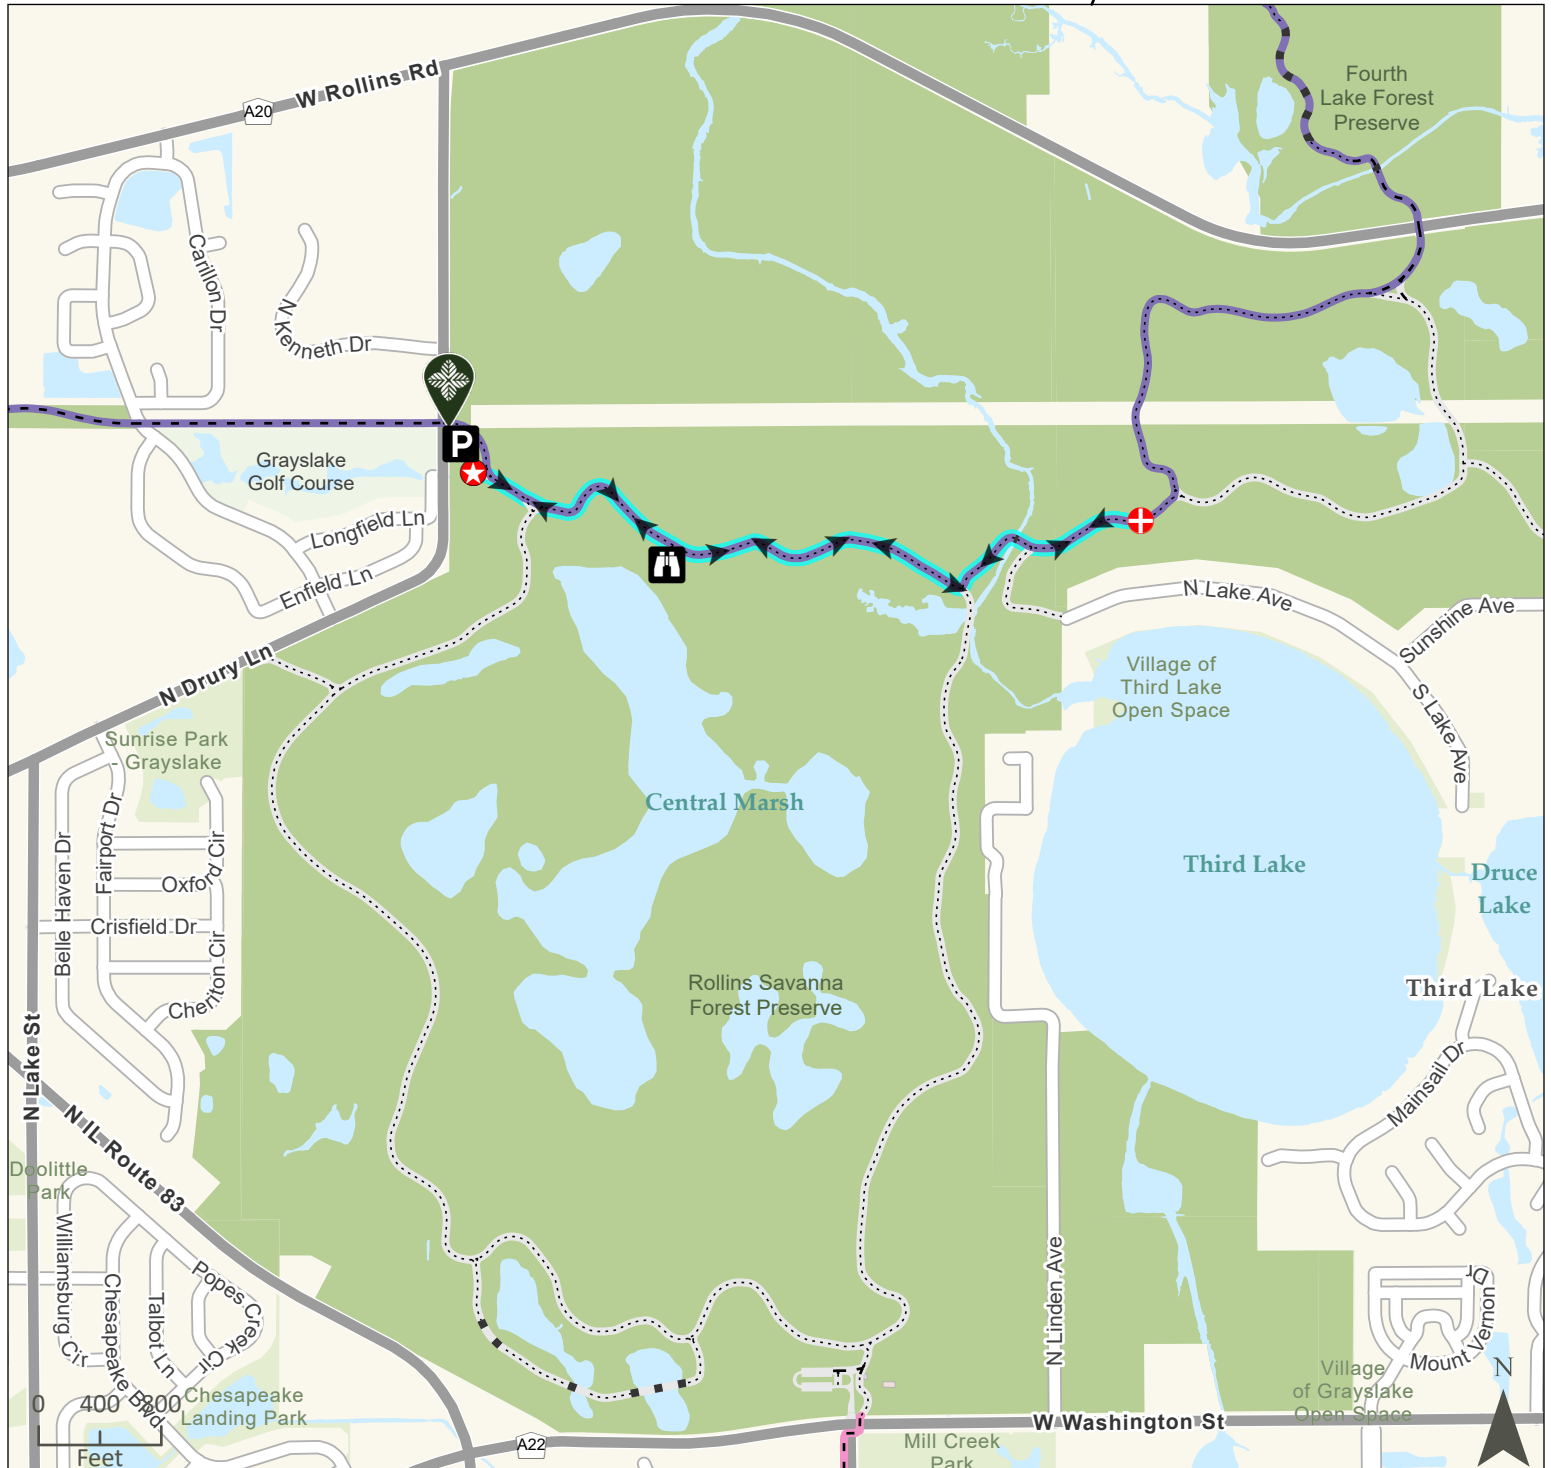 Fourth
Lake Forest
Preserve
W Rollins Rd
A20
Carillon Dr
N Kenneth Dr
P
Grayslake
Golf Course
Longfield Ln
Enfield Ln
N Lake Ave
Sunshine Ave
S Lake Ave
Village of
Third Lake
Open Space
N Drury Ln
Sunrise Park
- Grayslake
Central Marsh
Third Lake
Druce
Lake
Belle Haven Dr
Fairport Dr
Oxford Cir
Crisfield Dr
Cheriton Cir
Rollins Savanna
Forest Preserve
Third Lake
N Lake St
Mainsail Dr
N IL Route 83
Doolittle
Park
Williamsburg Cir
Chesapeake Blvd
Talbot Ln
Popes Creek Cir
N Linden Ave
Mount Vernon Dr
Village
of Grayslake
Open Space
N
Chesapeake
Landing Park
0 400 800
Feet
A22
W Washington St
Mill Creek
Park